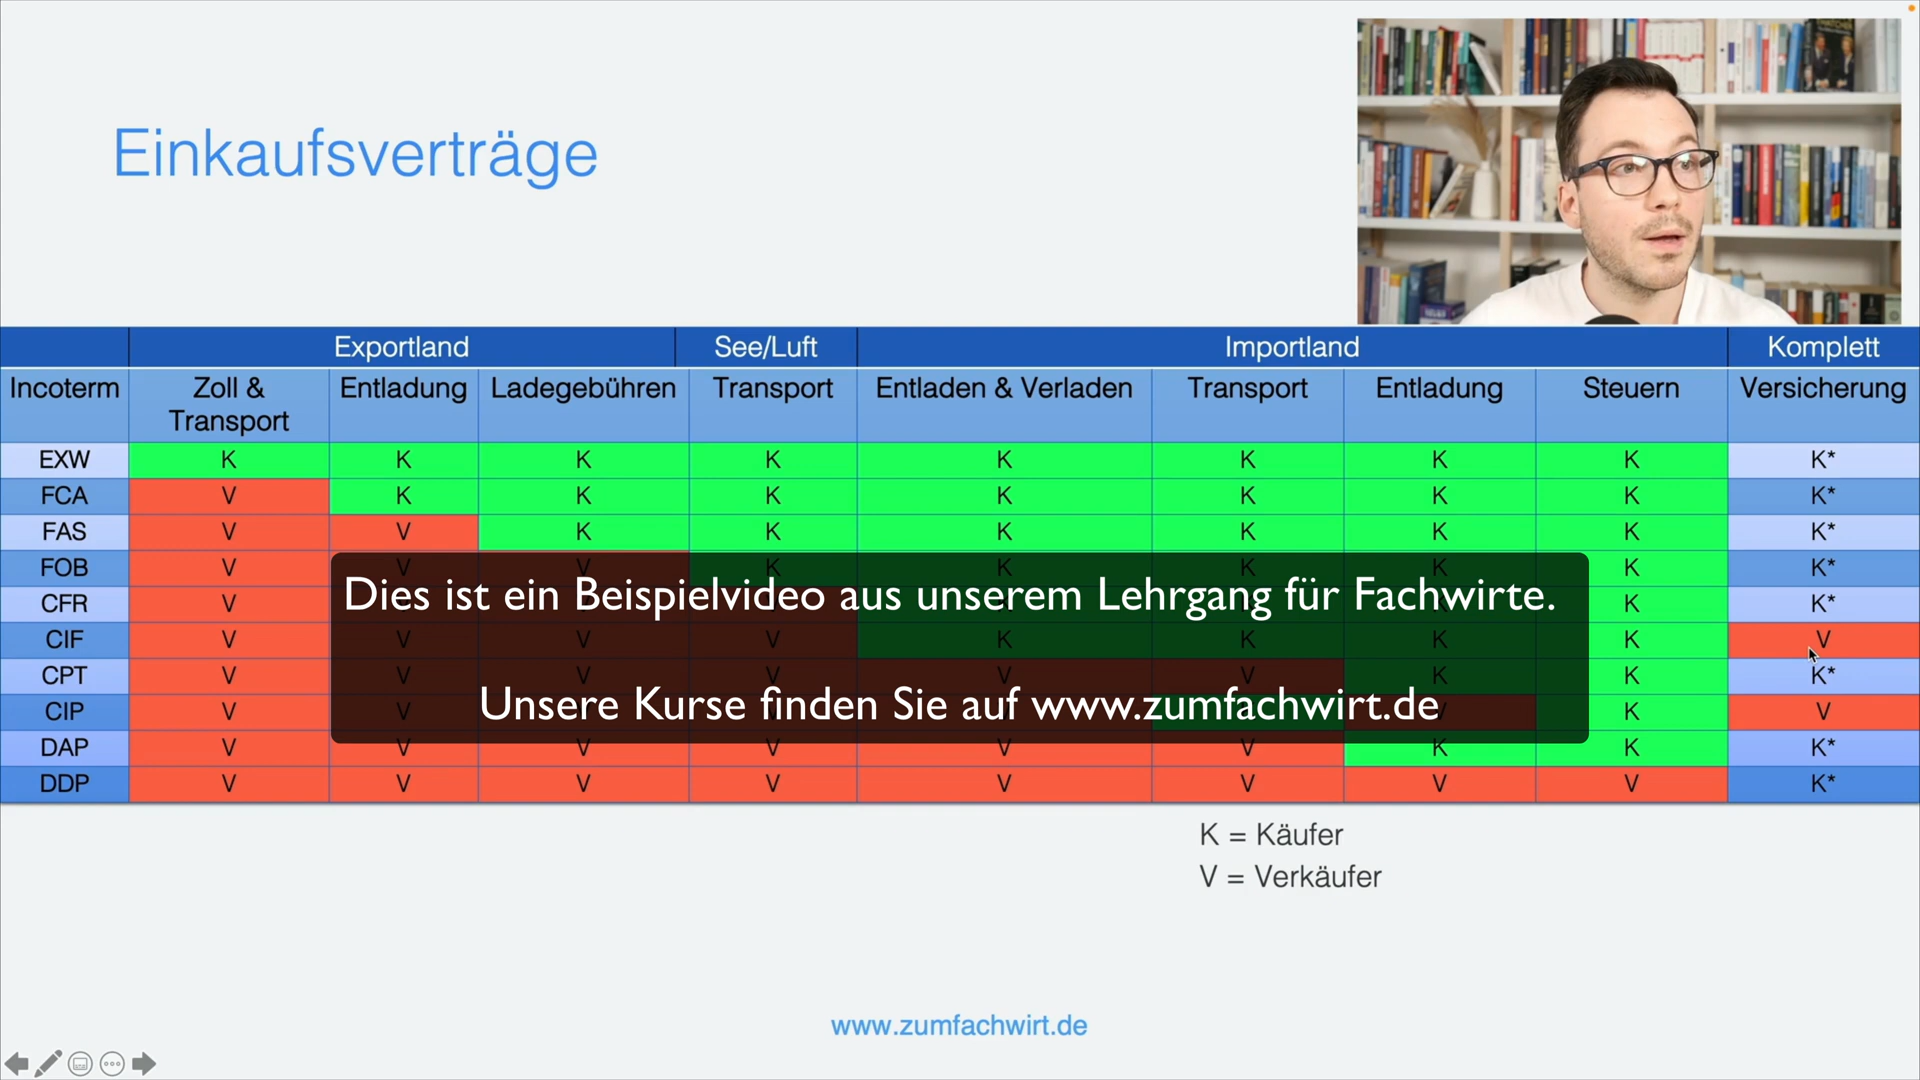 Einkaufsverträge
Exportland See/Luft Importland Komplett
Incoterm Zoll & Transport Entladung Ladegebühren Transport Entladen & Verladen Transport Entladung Steuern Versicherung
EXW K K K K K K K K K*
FCA V K K K K K K K K*
FAS V V K K K K K K K*
FOB V V V K K K K K K*
CFR V K K*
CIF V V V V K K K K V
CPT V V V V V V K K K*
CIP V V K V
DAP V V V V V V K K K*
DDP V V V V V V V V K*
Dies ist ein Beispielvideo aus unserem Lehrgang für Fachwirte.
Unsere Kurse finden Sie auf www.zumfachwirt.de
K = Käufer
V = Verkäufer
www.zumfachwirt.de